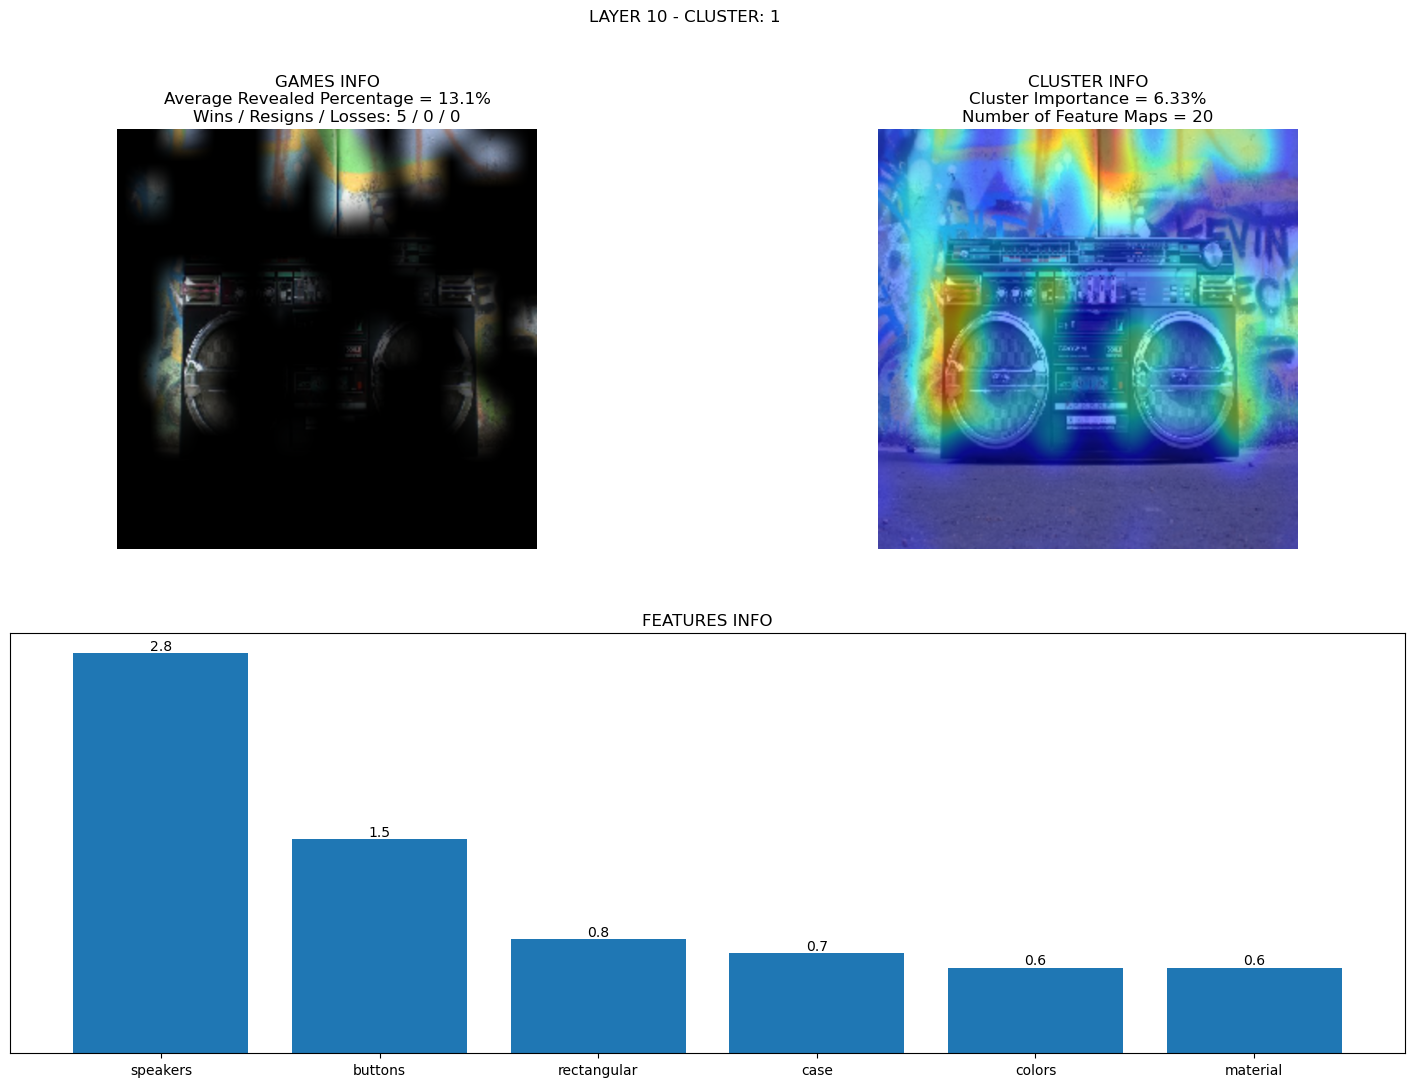 LAYER 10 - CLUSTER: 1
GAMES INFO
Average Revealed Percentage = 13.1%
Wins / Resigns / Losses: 5 / 0 / 0
CLUSTER INFO
Cluster Importance = 6.33%
Number of Feature Maps = 20
EVIN
FEATURES INFO
2.8
1.5
0.8
0.7
0.6
0.6
speakers
buttons
rectangular
case
colors
material